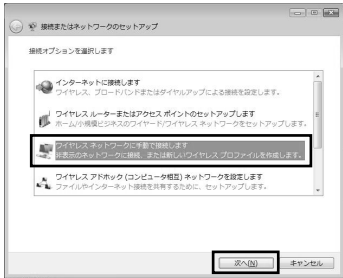 接続またはネットワークのセットアップ
接続オプションを選択します
インターネットに接続します
ワイヤレス、ブロードバンドまたはダイヤルアップによる接続を設定します。
ワイヤレス ルーターまたはアクセス ポイントのセットアップします
ホーム/小規模ビジネスのワイヤード/ワイヤレス ネットワークをセットアップします。
ワイヤレス ネットワークに手動で接続します
非表示のネットワークに接続、または新しいワイヤレス プロファイルを作成します。
ワイヤレス アドホック (コンピュータ相互) ネットワークを設定します
ファイルやインターネット接続を共有するために、セットアップします。
次へ(N)
キャンセル